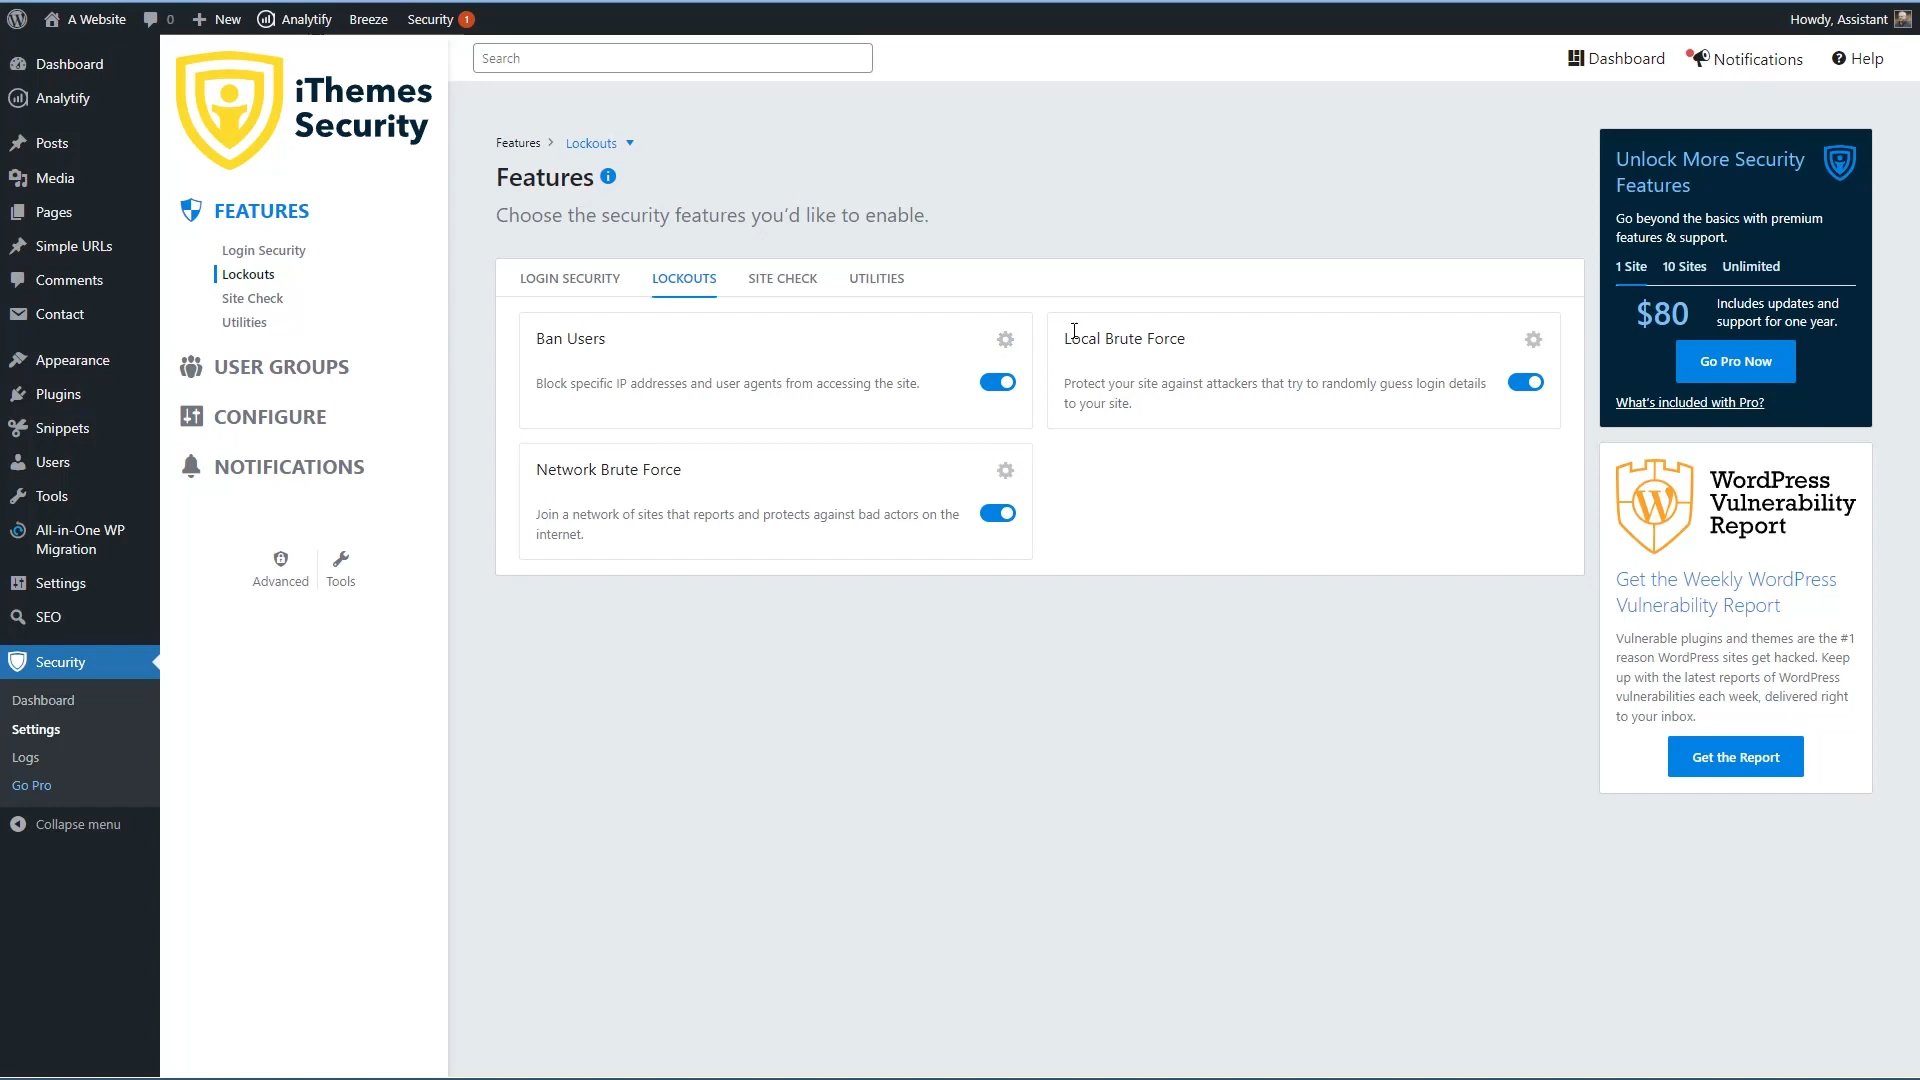 A Website
0
New
Analytify
Breeze
Security 1
Howdy, Assistant
Dashboard
Analytify
Posts
Media
Pages
Simple URLs
Comments
Contact
Appearance
Plugins
Snippets
Users
Tools
All-in-One WP
Migration
Settings
SEO
Security
Dashboard
Settings
Logs
Go Pro
Collapse menu
iThemes
Security
FEATURES
Login Security
Lockouts
Site Check
Utilities
USER GROUPS
CONFIGURE
NOTIFICATIONS
Advanced
Tools
Search
Dashboard
Notifications
Help
Features > Lockouts
Features
Choose the security features you'd like to enable.
LOGIN SECURITY
LOCKOUTS
SITE CHECK
UTILITIES
Ban Users
Block specific IP addresses and user agents from accessing the site.
Local Brute Force
Protect your site against attackers that try to randomly guess login details
to your site.
Network Brute Force
Join a network of sites that reports and protects against bad actors on the
internet.
Unlock More Security
Features
Go beyond the basics with premium
features & support.
1 Site
10 Sites
Unlimited
$80
Includes updates and
support for one year.
Go Pro Now
What's included with Pro?
WordPress
Vulnerability
Report
Get the Weekly WordPress
Vulnerability Report
Vulnerable plugins and themes are the #1
reason WordPress sites get hacked. Keep
up with the latest reports of WordPress
vulnerabilities each week, delivered right
to your inbox.
Get the Report